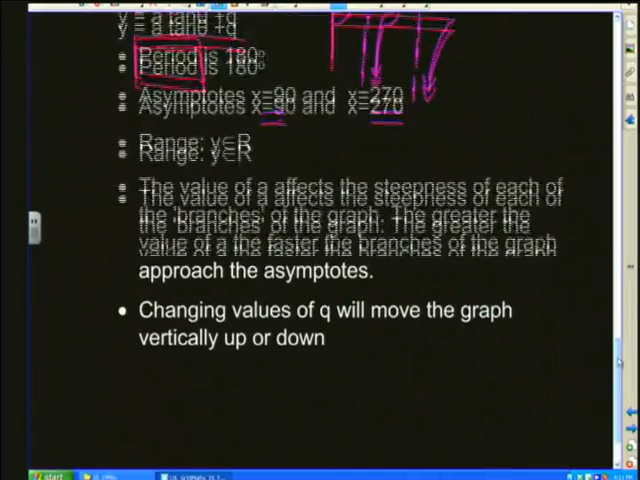 y = a tanθ +q
• Period is 180°
• Asymptotes x=90 and x=270
• Range: y∈R
• The value of a affects the steepness of each of
the 'branches' of the graph. The greater the
value of a the faster the branches of the graph
approach the asymptotes.
• Changing values of q will move the graph
vertically up or down
start